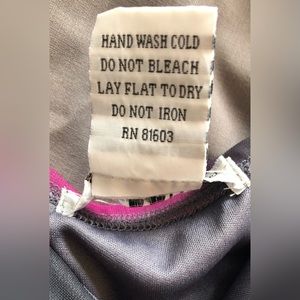 HAND WASH COLD
DO NOT BLEACH
LAY FLAT TO DRY
DO NOT IRON
RN 81603